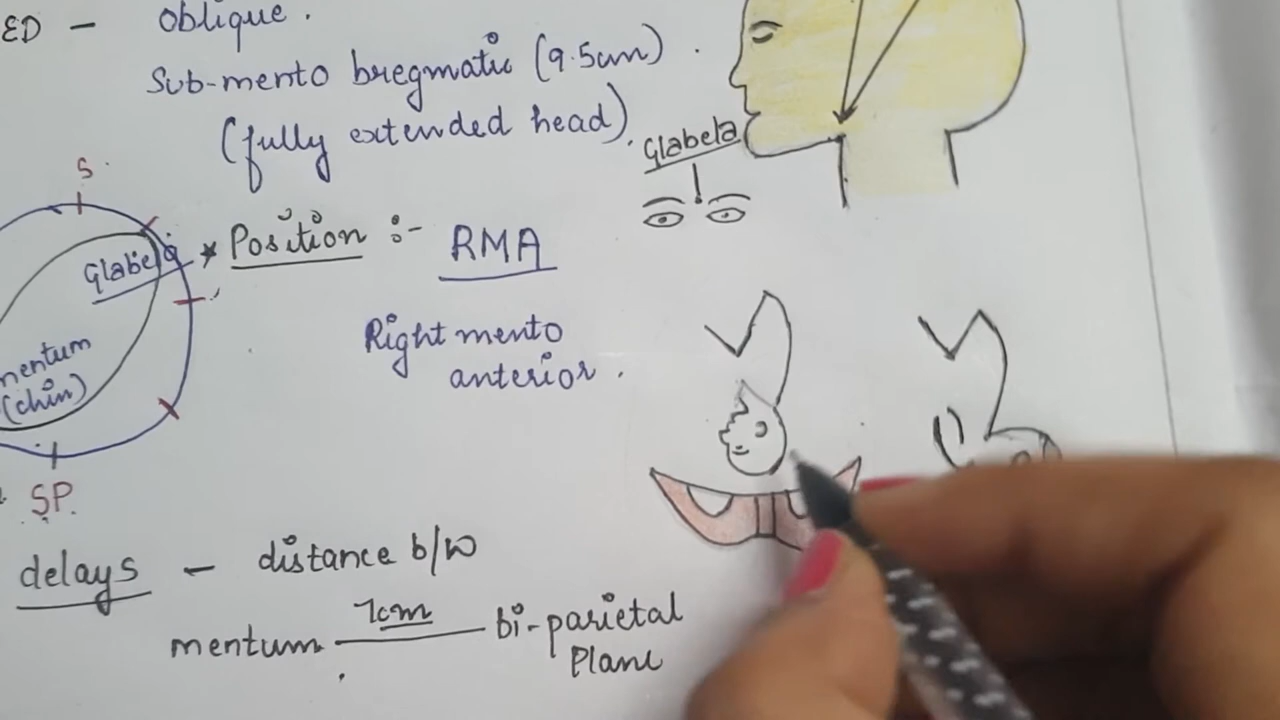 ED - oblique.
Sub-mento bregmatic (9.5cm).
(fully extended head).
Glabela
S
Glabela
* Position :- RMA
Right mento
anterior.
mentum
(chin)
SP.
delays - distance b/w
mentum 7cm bi-parietal
Plane